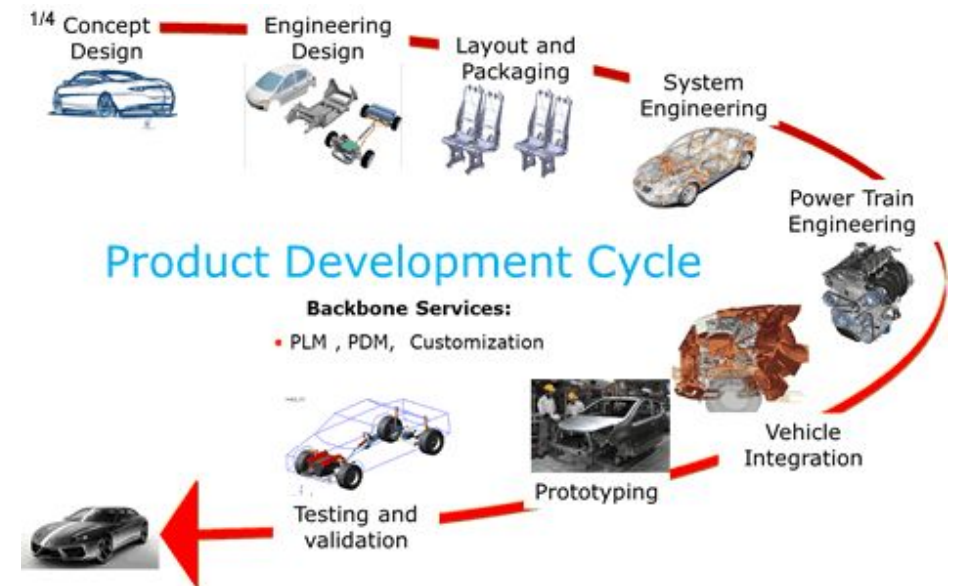 1/4
Concept
Design
Engineering
Design
Layout and
Packaging
System
Engineering
Power Train
Engineering
Product Development Cycle
Backbone Services:
• PLM , PDM, Customization
Vehicle
Integration
Prototyping
Testing and
validation